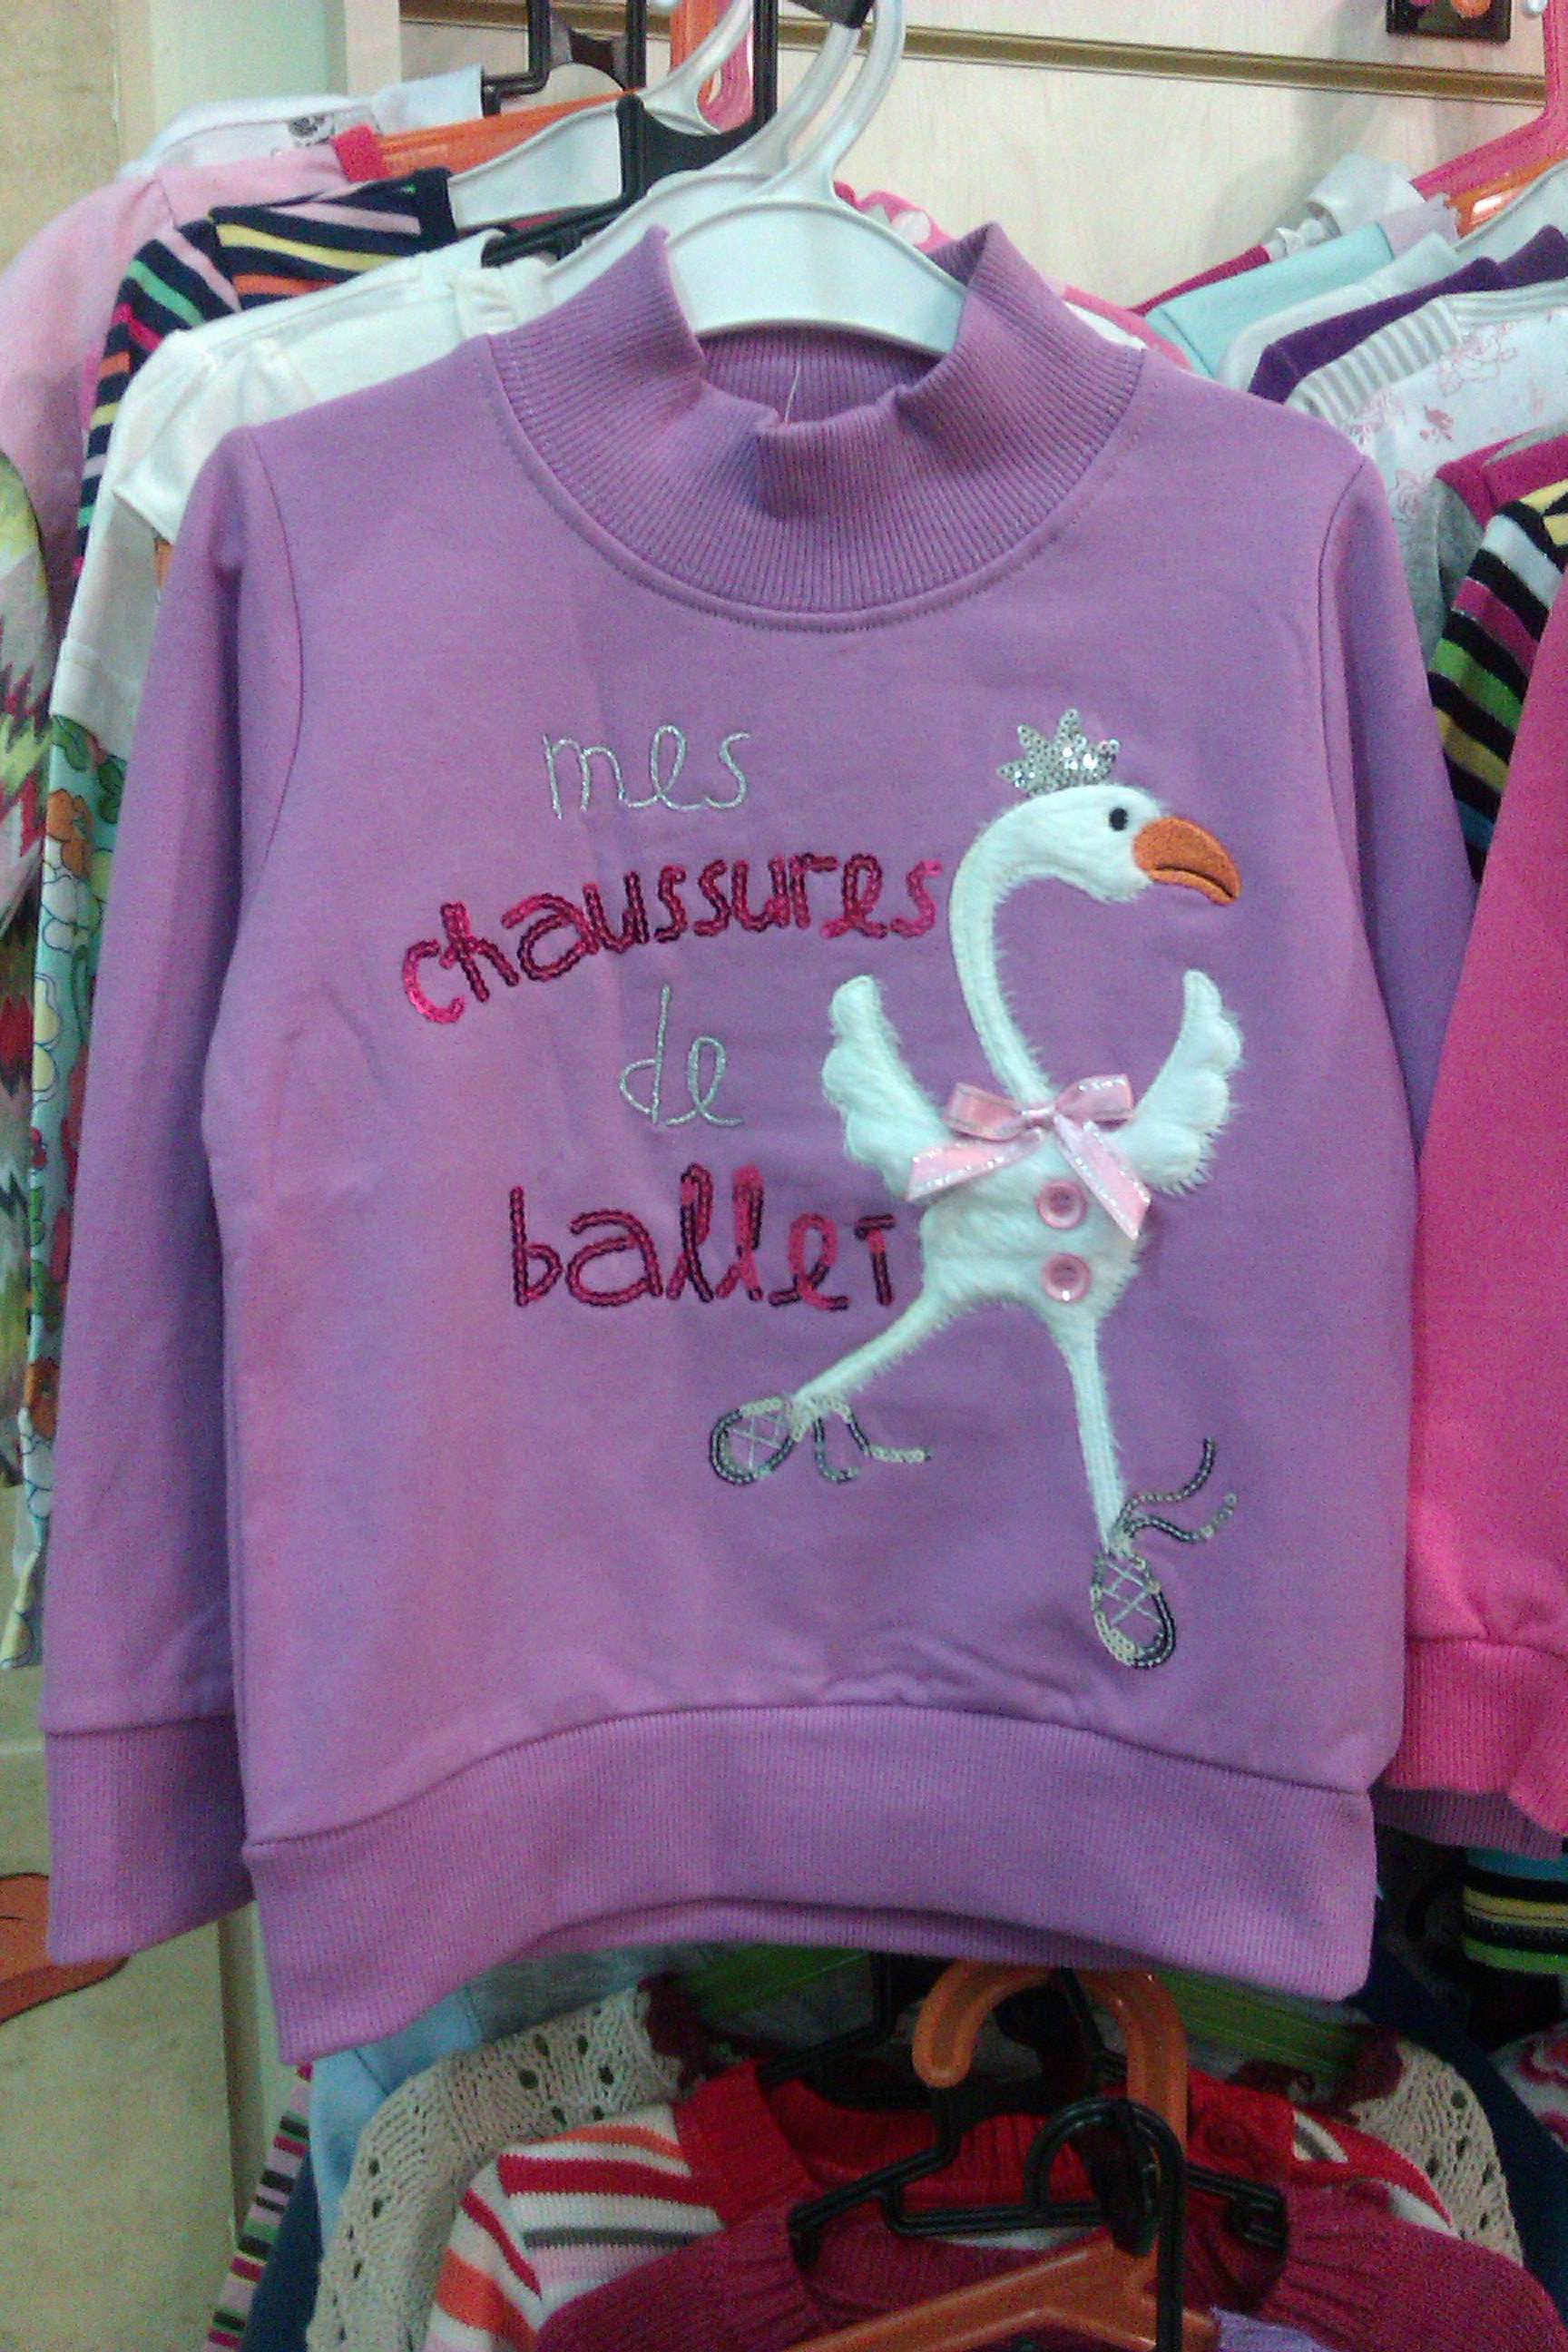 mes
chaussures
de
ballet